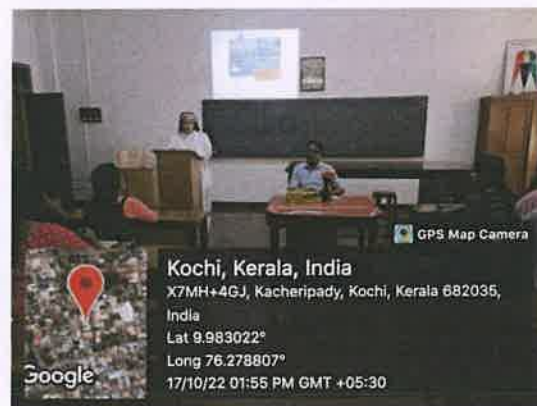 GPS Map Camera
Kochi, Kerala, India
X7MH+4GJ, Kacheripady, Kochi, Kerala 682035,
India
Lat 9.983022°
Long 76.278807°
17/10/22 01:55 PM GMT +05:30
Google